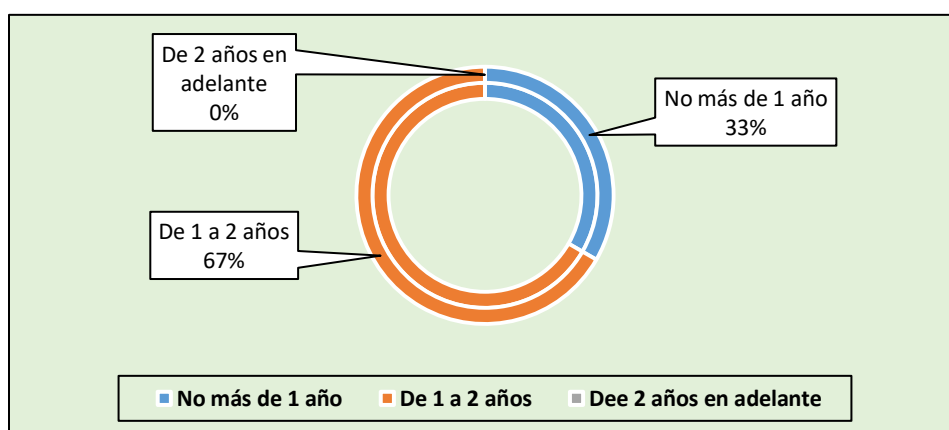 De 2 años en
adelante
0%
No más de 1 año
33%
De 1 a 2 años
67%
No más de 1 año
De 1 a 2 años
Dee 2 años en adelante